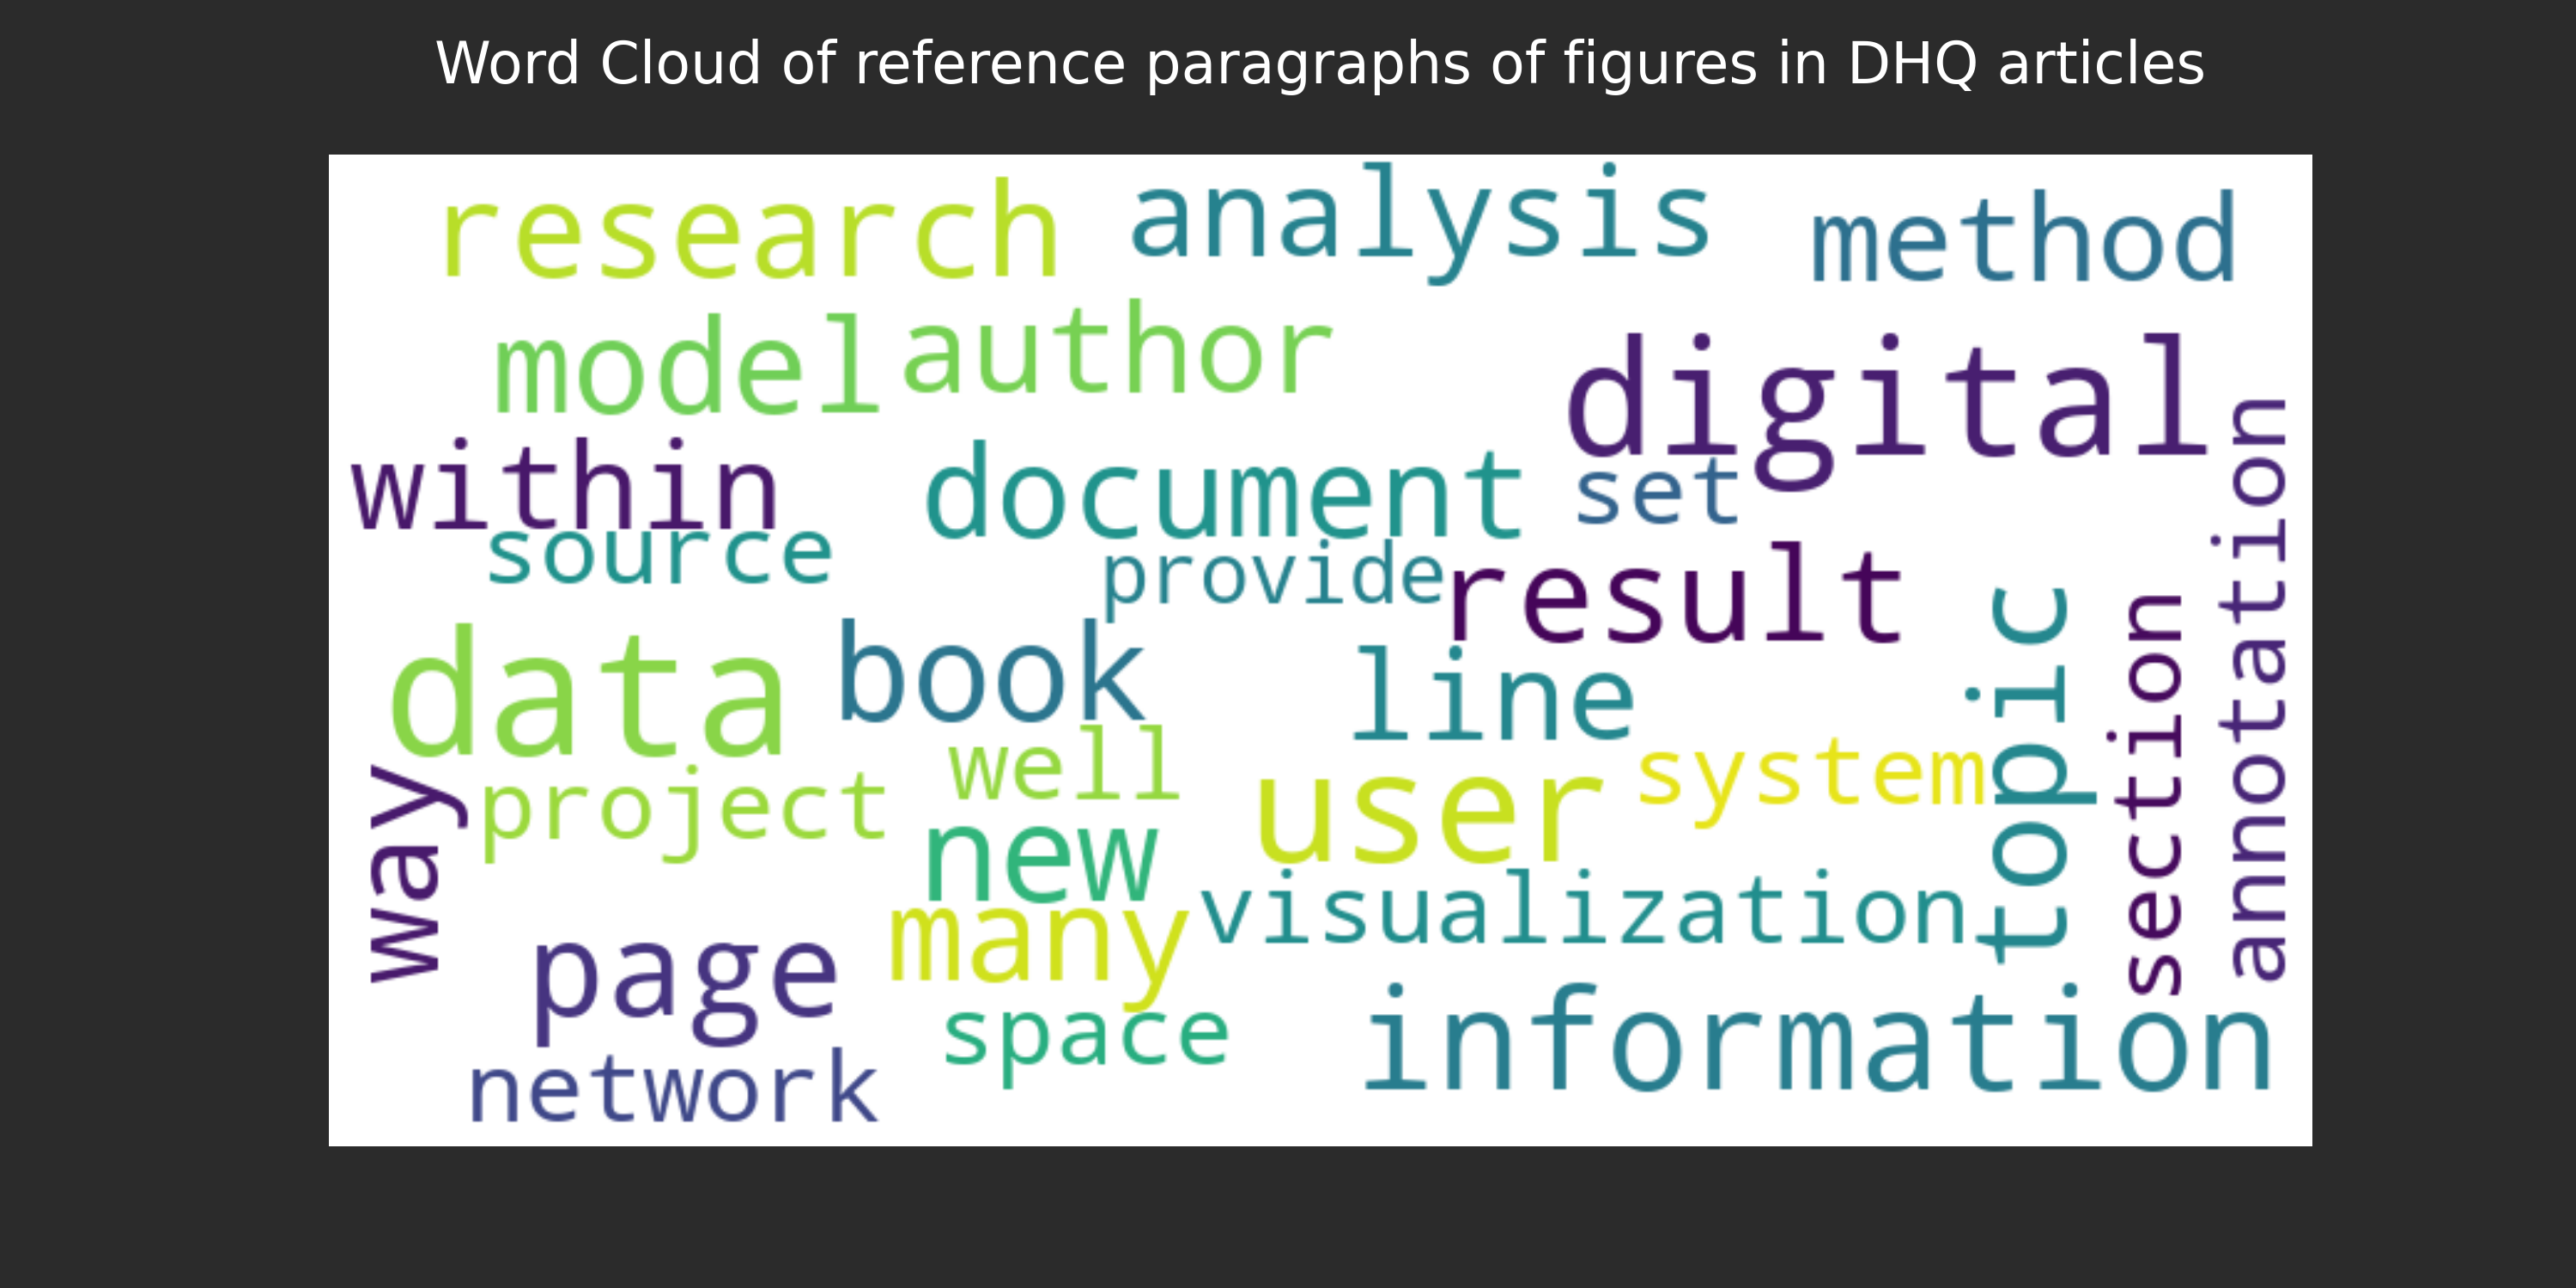 Word Cloud of reference paragraphs of figures in DHQ articles
research analysis method
model author
digital
within document set
source provide result
data book line
topic
section
annotation
way project well user system
new
many visualization
page
space information
network